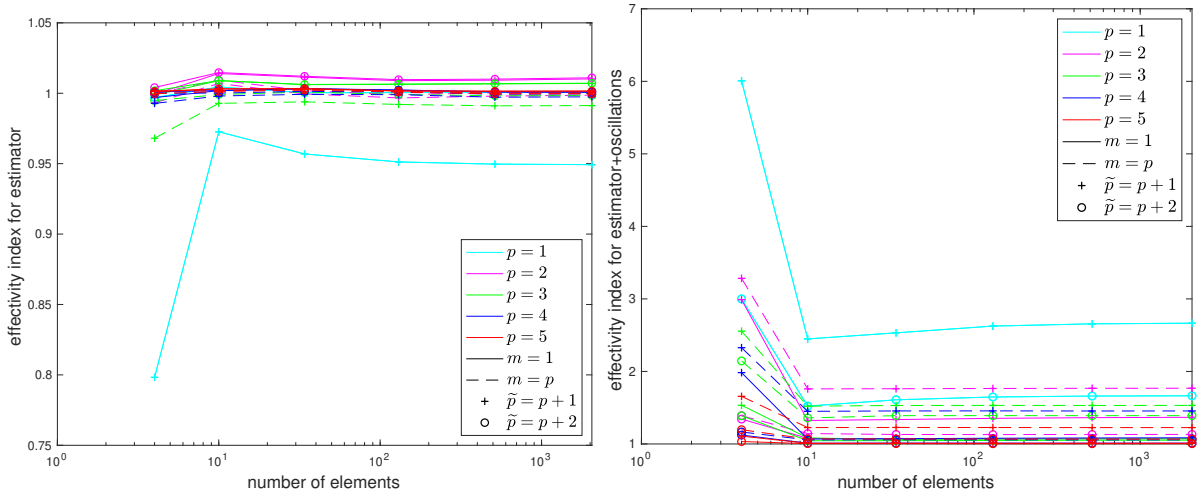 1.05
1
0.95
0.9
0.85
0.8
0.75
effectivity index for estimator
p = 1
p = 2
p = 3
p = 4
p = 5
m = 1
m = p
p̃ = p + 1
p̃ = p + 2
10^0
10^1
10^2
10^3
number of elements
7
6
5
4
3
2
1
effectivity index for estimator+oscillations
p = 1
p = 2
p = 3
p = 4
p = 5
m = 1
m = p
p̃ = p + 1
p̃ = p + 2
10^0
10^1
10^2
10^3
number of elements